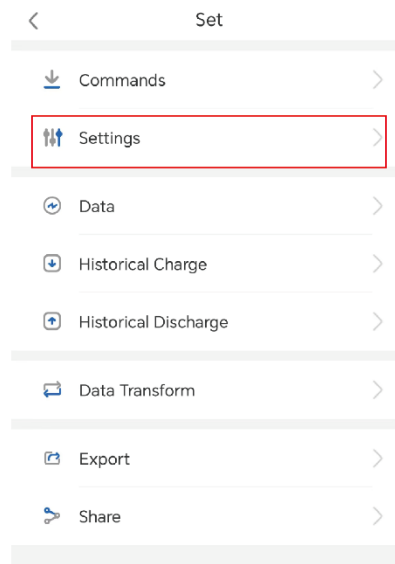 Set
Commands
Settings
Data
Historical Charge
Historical Discharge
Data Transform
Export
Share